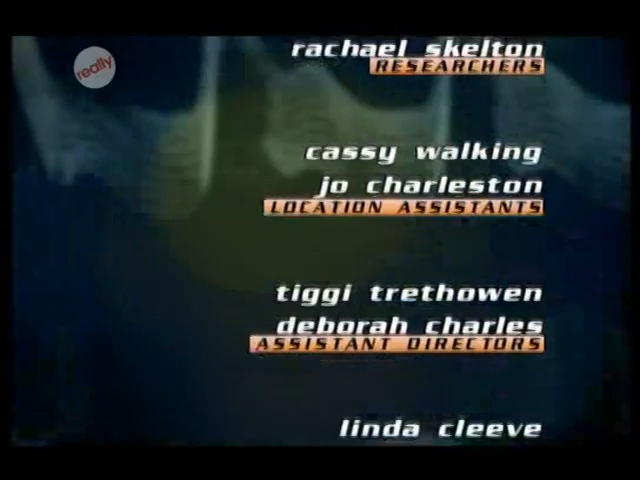 really
rachael skelton
RESEARCHERS
cassy walking
jo charleston
LOCATION ASSISTANTS
tiggi trethowen
deborah charles
ASSISTANT DIRECTORS
linda cleeve